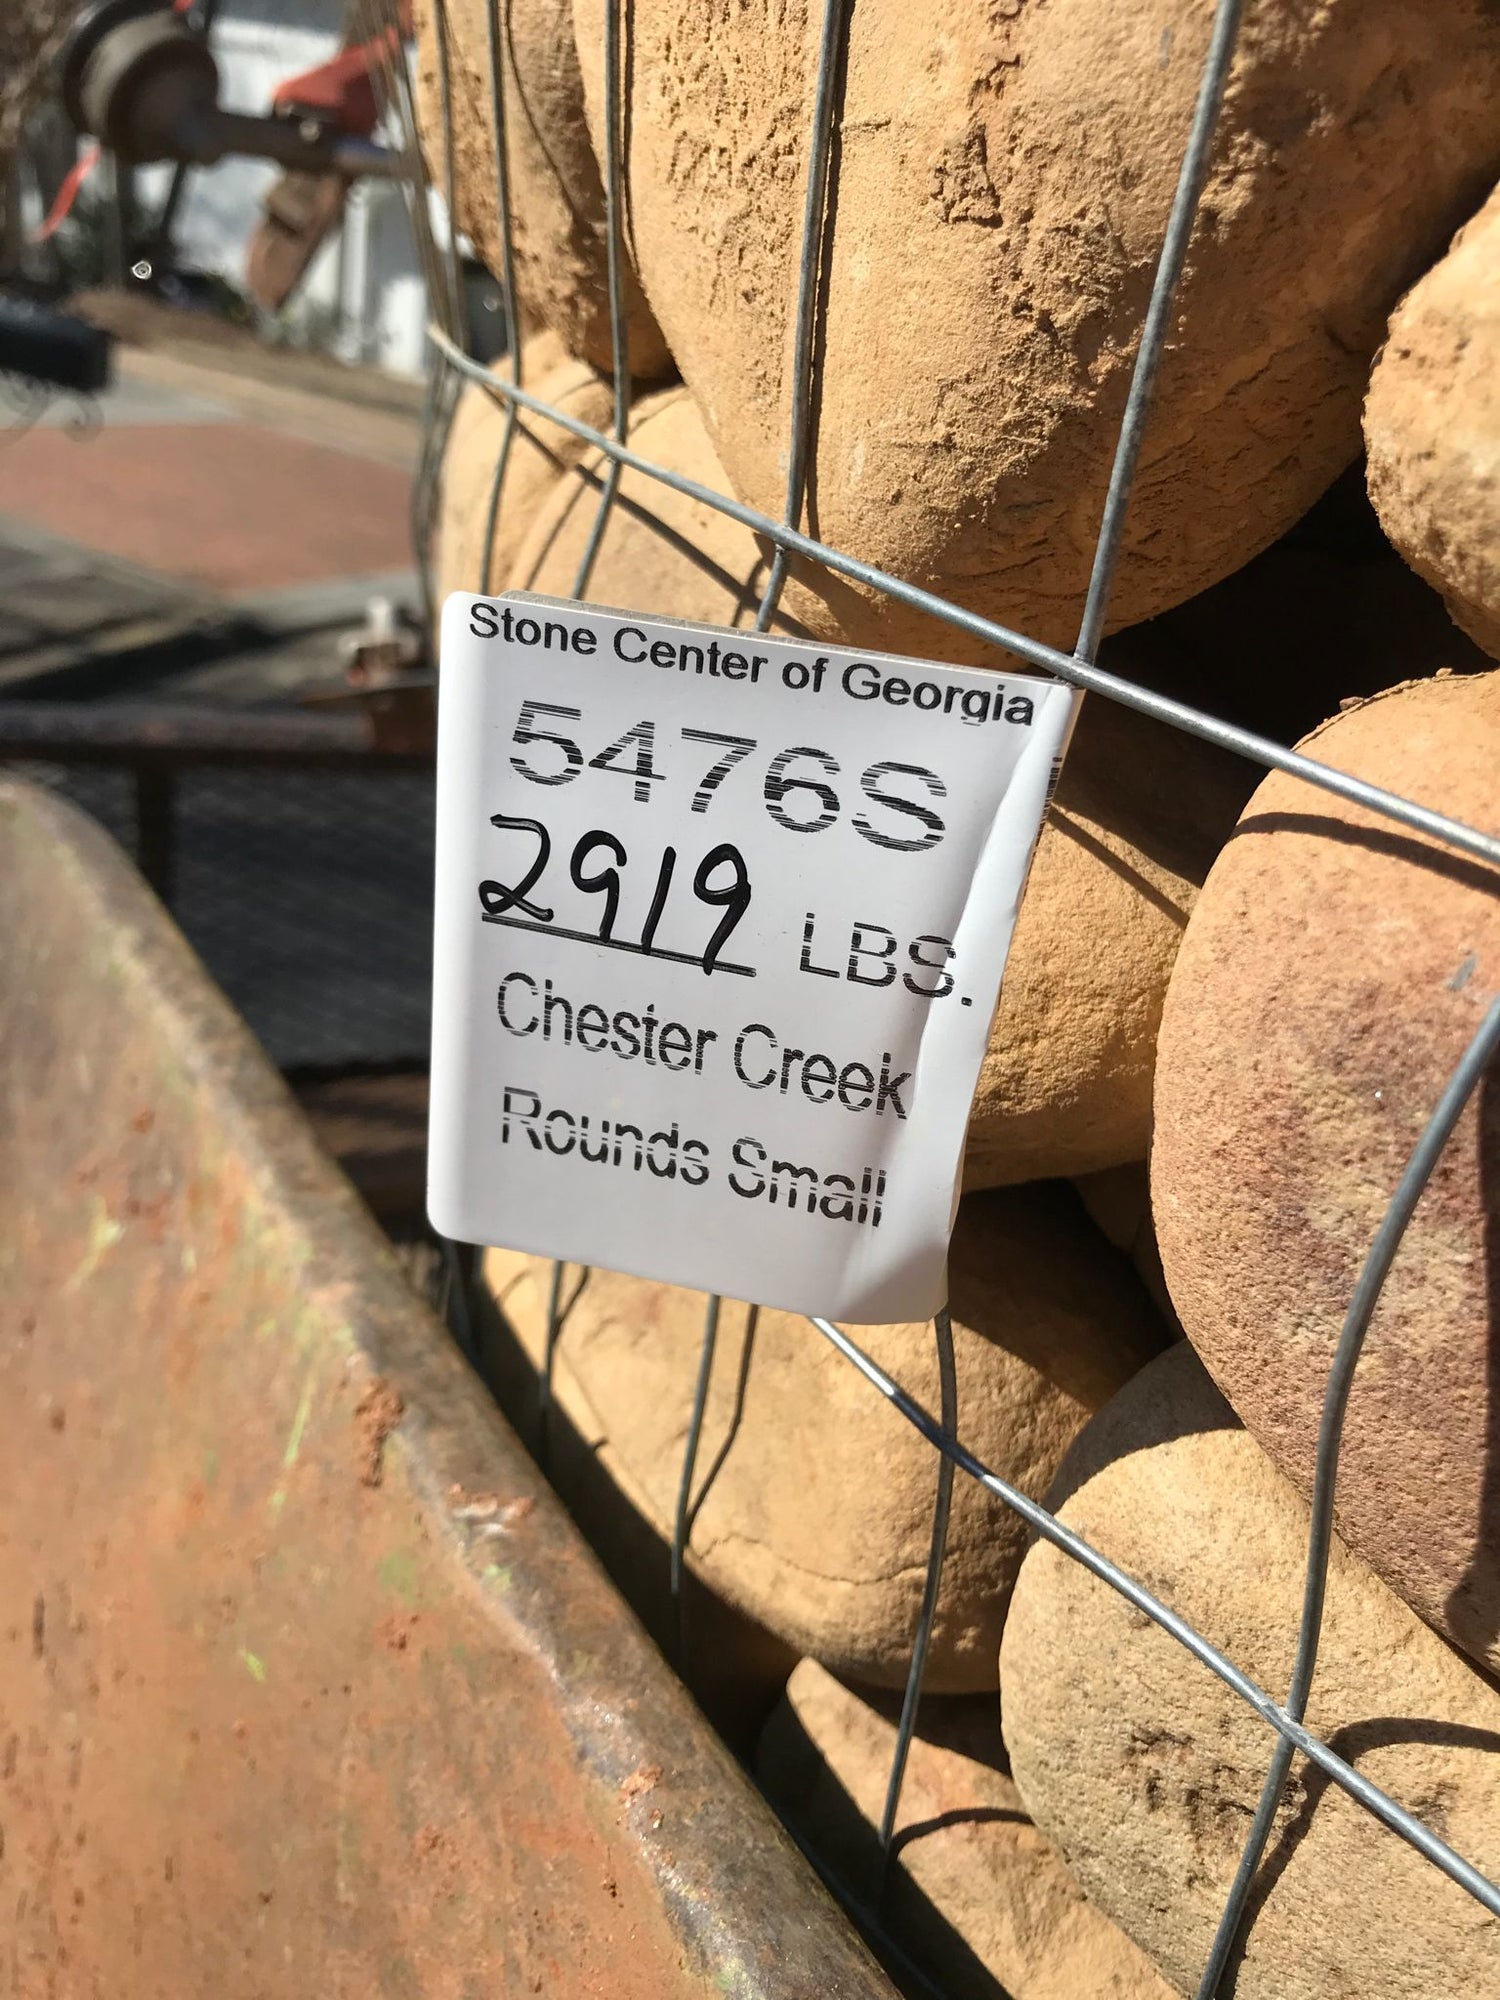 Stone Center of Georgia
5476S
2919 LBS.
Chester Creek
Rounds Small